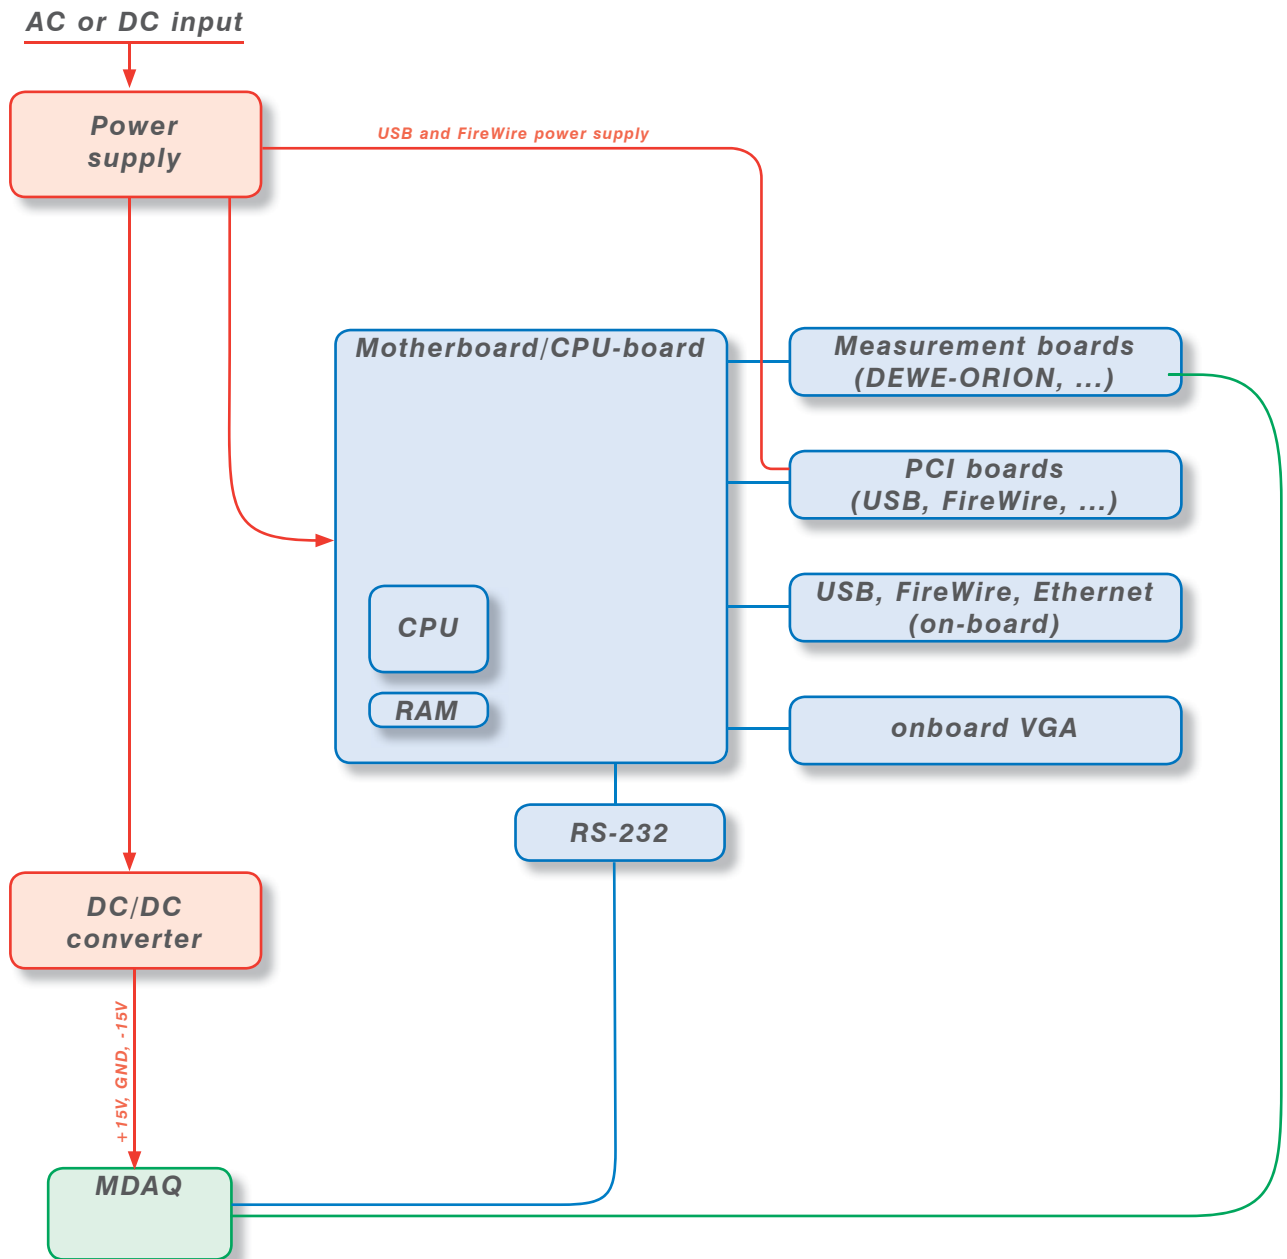 AC or DC input
Power
supply
USB and FireWire power supply
Motherboard/CPU-board
Measurement boards
(DEWE-ORION, ...)
PCI boards
(USB, FireWire, ...)
USB, FireWire, Ethernet
(on-board)
CPU
RAM
onboard VGA
RS-232
DC/DC
converter
+15V, GND, -15V
MDAQ